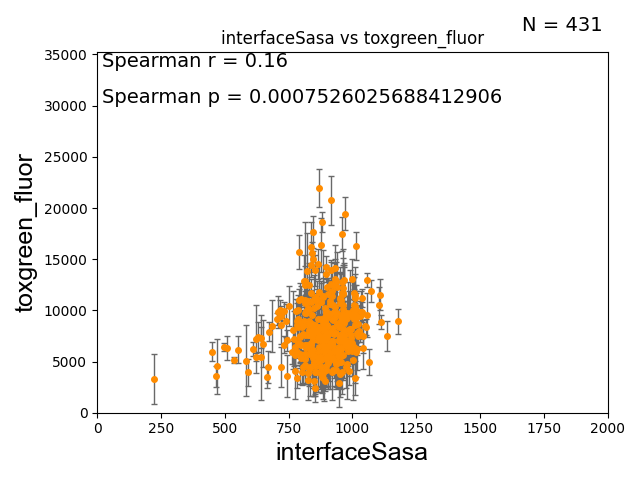 N = 431
interfaceSasa vs toxgreen_fluor
Spearman r = 0.16
Spearman p = 0.0007526025688412906
toxgreen_fluor
35000
30000
25000
20000
15000
10000
5000
0
0 250 500 750 1000 1250 1500 1750 2000
interfaceSasa